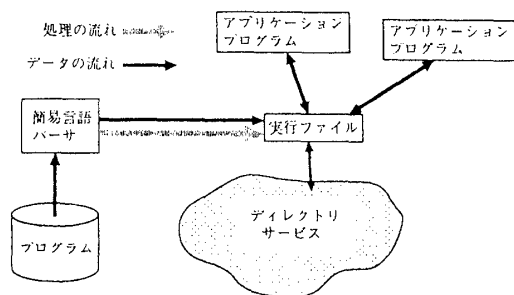 処理の流れ
データの流れ
アプリケーション
プログラム
アプリケーション
プログラム
簡易言語
パーサ
実行ファイル
ディレクトリ
サービス
プログラム